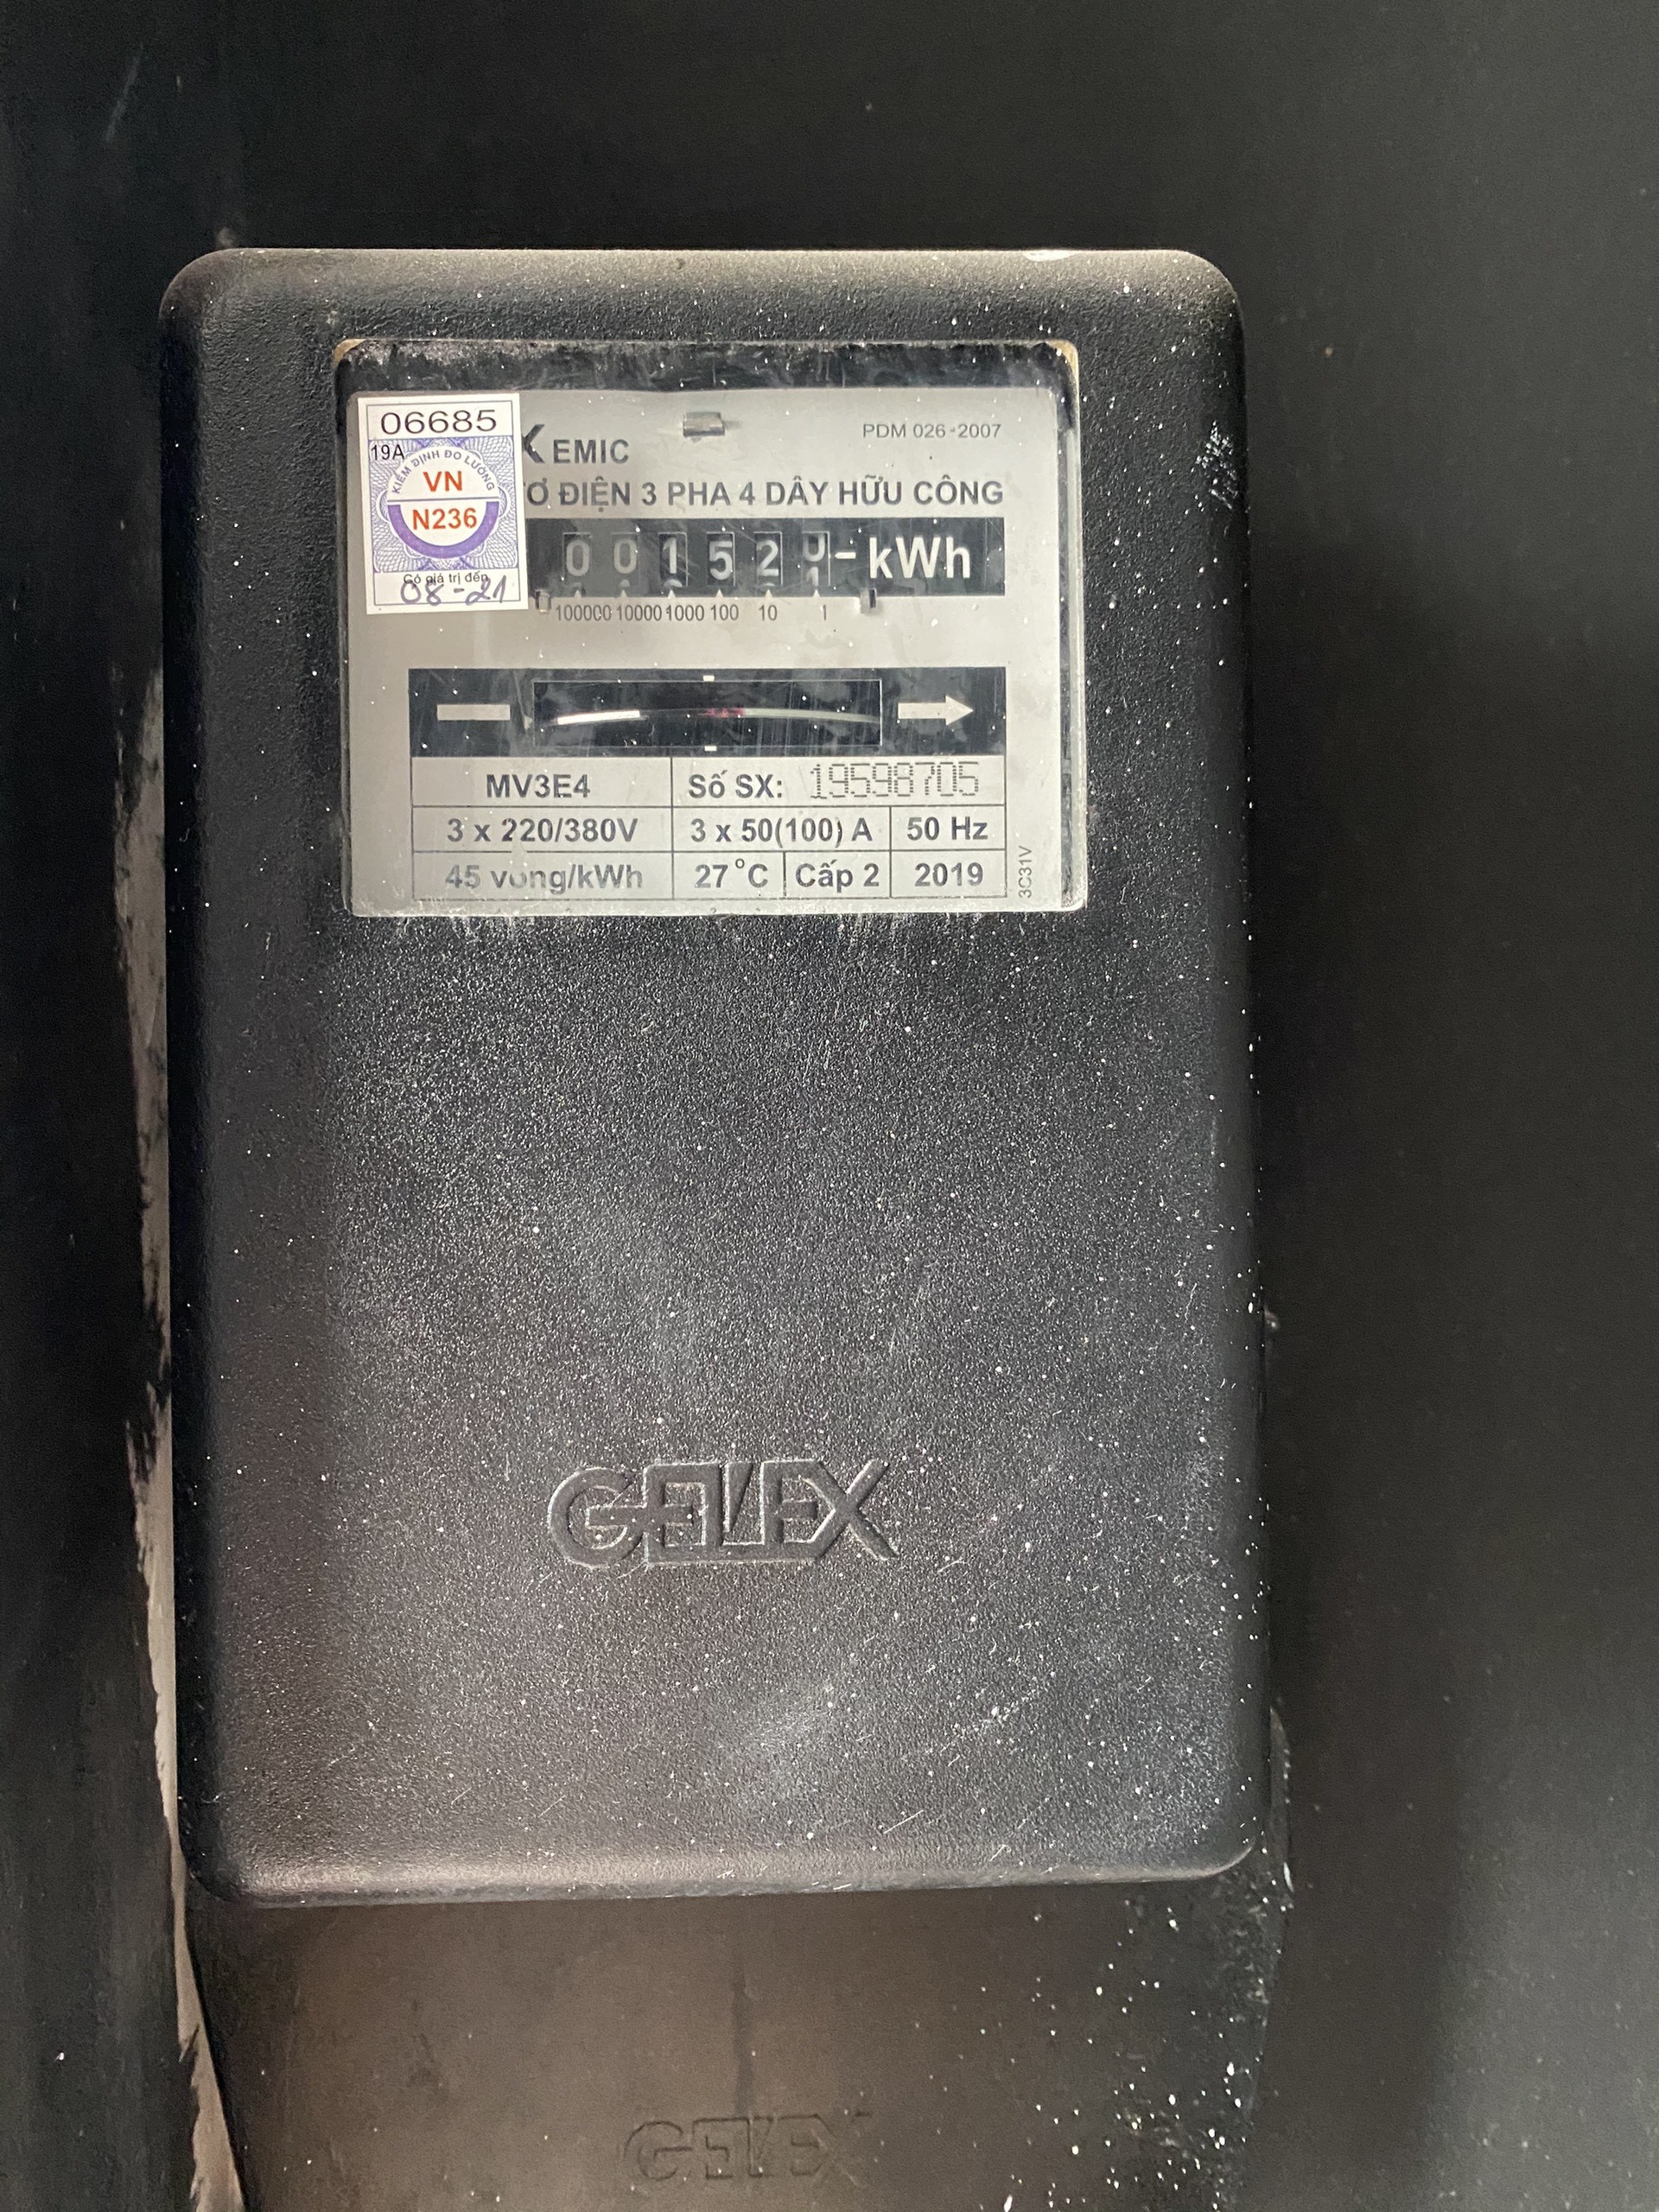 06685
19A
KIỂM ĐỊNH ĐO LƯỜNG
VN
N236
Có giá trị đến
08-21
X EMIC
PDM 026-2007
Ơ ĐIỆN 3 PHA 4 DÂY HỮU CÔNG
0 0 1 5 2 0 - kWh
100000 10000 1000 100 10 1
MV3E4 Số SX: 19598705
3 x 220/380V 3 x 50(100) A 50 Hz
45 vòng/kWh 27°C Cấp 2 2019
3C31V
GELEX
GELEX